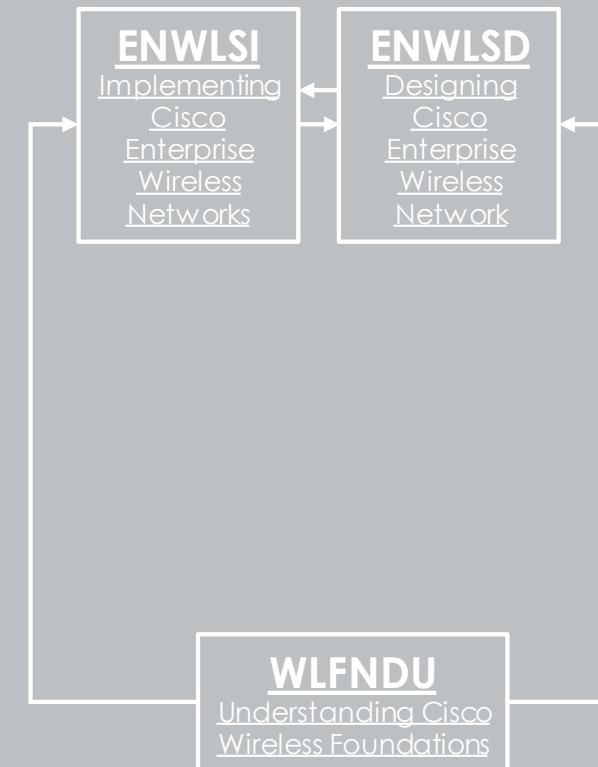 ENWLSI
Implementing
Cisco
Enterprise
Wireless
Networks
ENWLSD
Designing
Cisco
Enterprise
Wireless
Network
WLFNDU
Understanding Cisco
Wireless Foundations